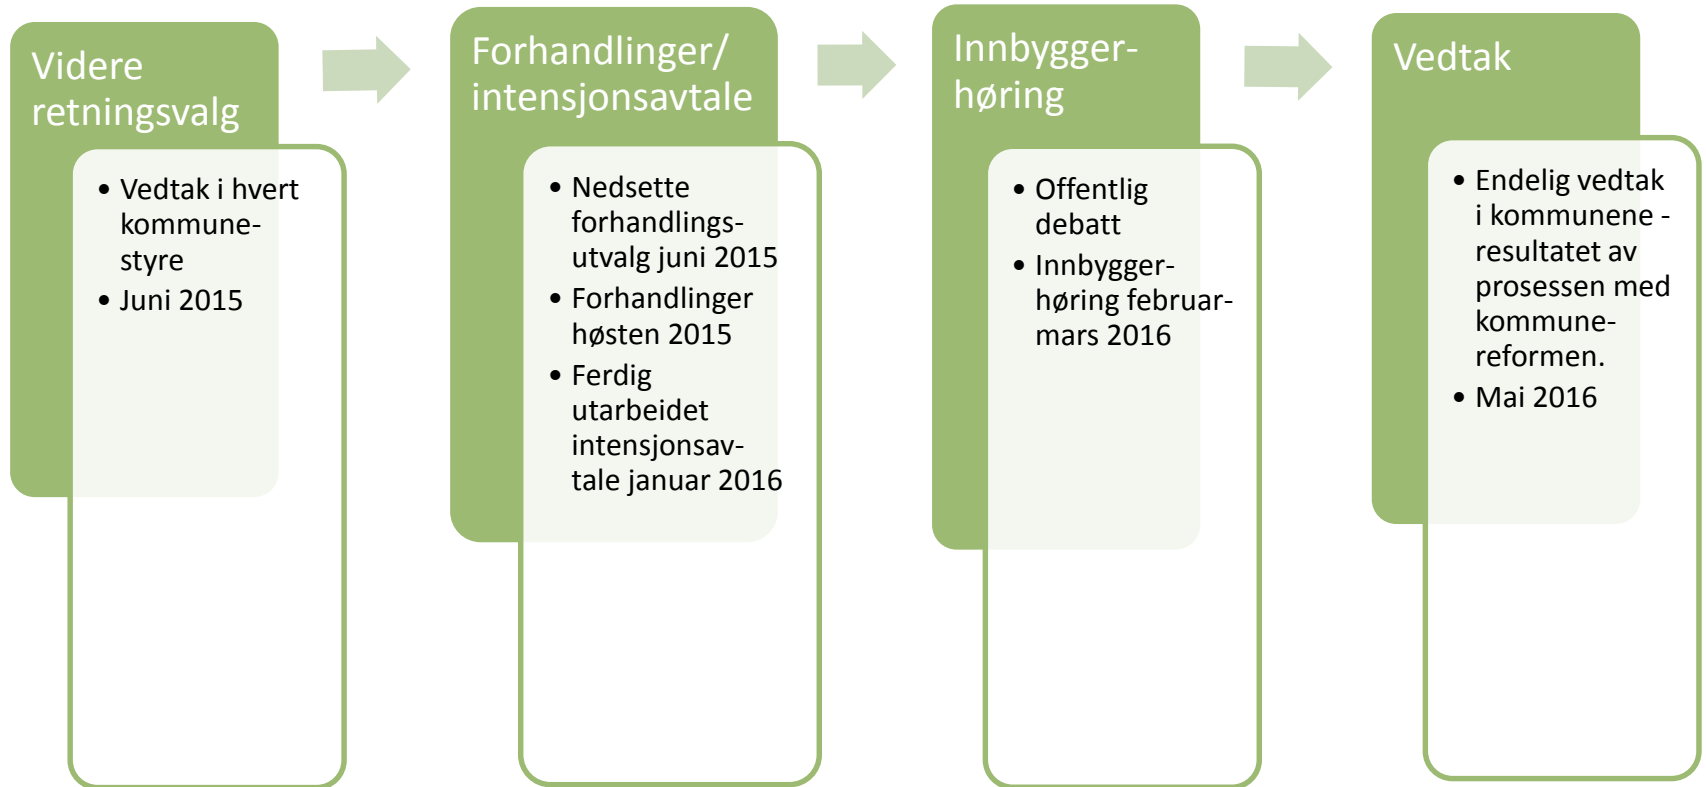 Videre
retningsvalg
• Vedtak i hvert
kommune-
styre
• Juni 2015
Forhandlinger/
intensjonsavtale
• Nedsette
forhandlings-
utvalg juni 2015
• Forhandlinger
høsten 2015
• Ferdig
utarbeidet
intensjonsav-
tale januar 2016
Innbygger-
høring
• Offentlig
debatt
• Innbygger-
høring februar-
mars 2016
Vedtak
• Endelig vedtak
i kommunene -
resultatet av
prosessen med
kommune-
reformen.
• Mai 2016